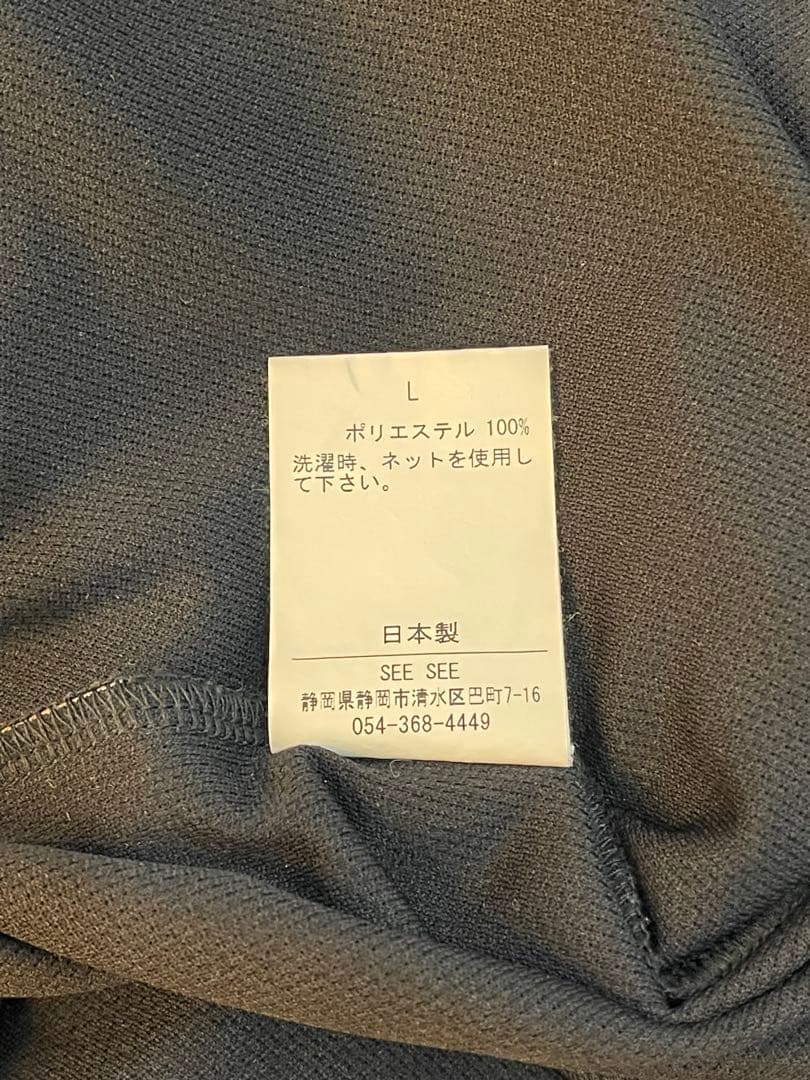 L
ポリエステル 100%
洗濯時、ネットを使用し
て下さい。
日本製
SEE SEE
静岡県静岡市清水区巴町7-16
054-368-4449